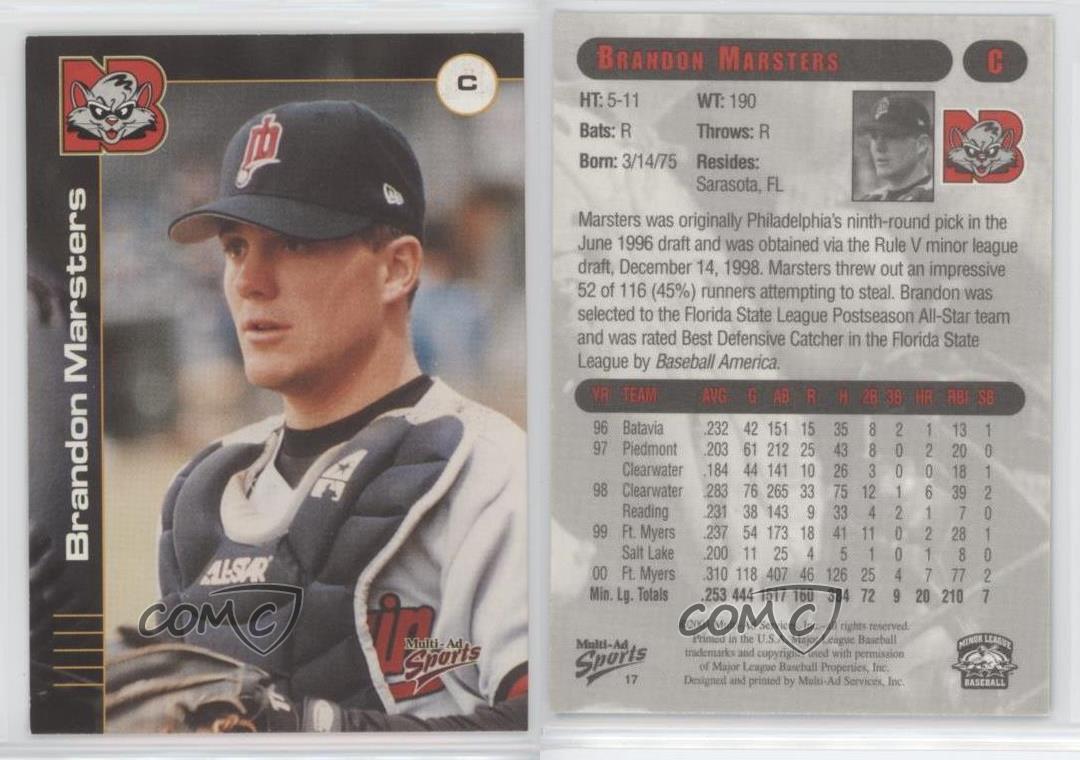 C
Brandon Marsters
ALL-STAR
COMC
Multi-Ad
Sports
BRANDON MARSTERS C
HT: 5-11 WT: 190
Bats: R Throws: R
Born: 3/14/75 Resides:
Sarasota, FL
Marsters was originally Philadelphia's ninth-round pick in the
June 1996 draft and was obtained via the Rule V minor league
draft, December 14, 1998. Marsters threw out an impressive
52 of 116 (45%) runners attempting to steal. Brandon was
selected to the Florida State League Postseason All-Star team
and was rated Best Defensive Catcher in the Florida State
League by Baseball America.
YR TEAM AVG G AB R H 2B 3B HR RBI SB
96 Batavia .232 42 151 15 35 8 2 1 13 1
97 Piedmont .203 61 212 25 43 8 0 2 20 0
Clearwater .184 44 141 10 26 3 0 0 18 1
98 Clearwater .283 76 265 33 75 12 1 6 39 2
Reading .231 38 143 9 33 4 2 1 7 0
99 Ft. Myers .237 54 173 18 41 11 0 2 28 1
Salt Lake .200 11 25 4 5 1 0 1 8 0
00 Ft. Myers .310 118 407 46 126 25 4 7 77 2
Min. Lg. Totals .253 444 1517 160 384 72 9 20 210 7
COMC
Services, Inc. all rights reserved.
Printed in the U.S.A. Major League Baseball
trademarks and copyrights used with permission
of Major League Baseball Properties, Inc.
Designed and printed by Multi-Ad Services, Inc.
Multi-Ad
Sports
17
MINOR LEAGUE
BASEBALL